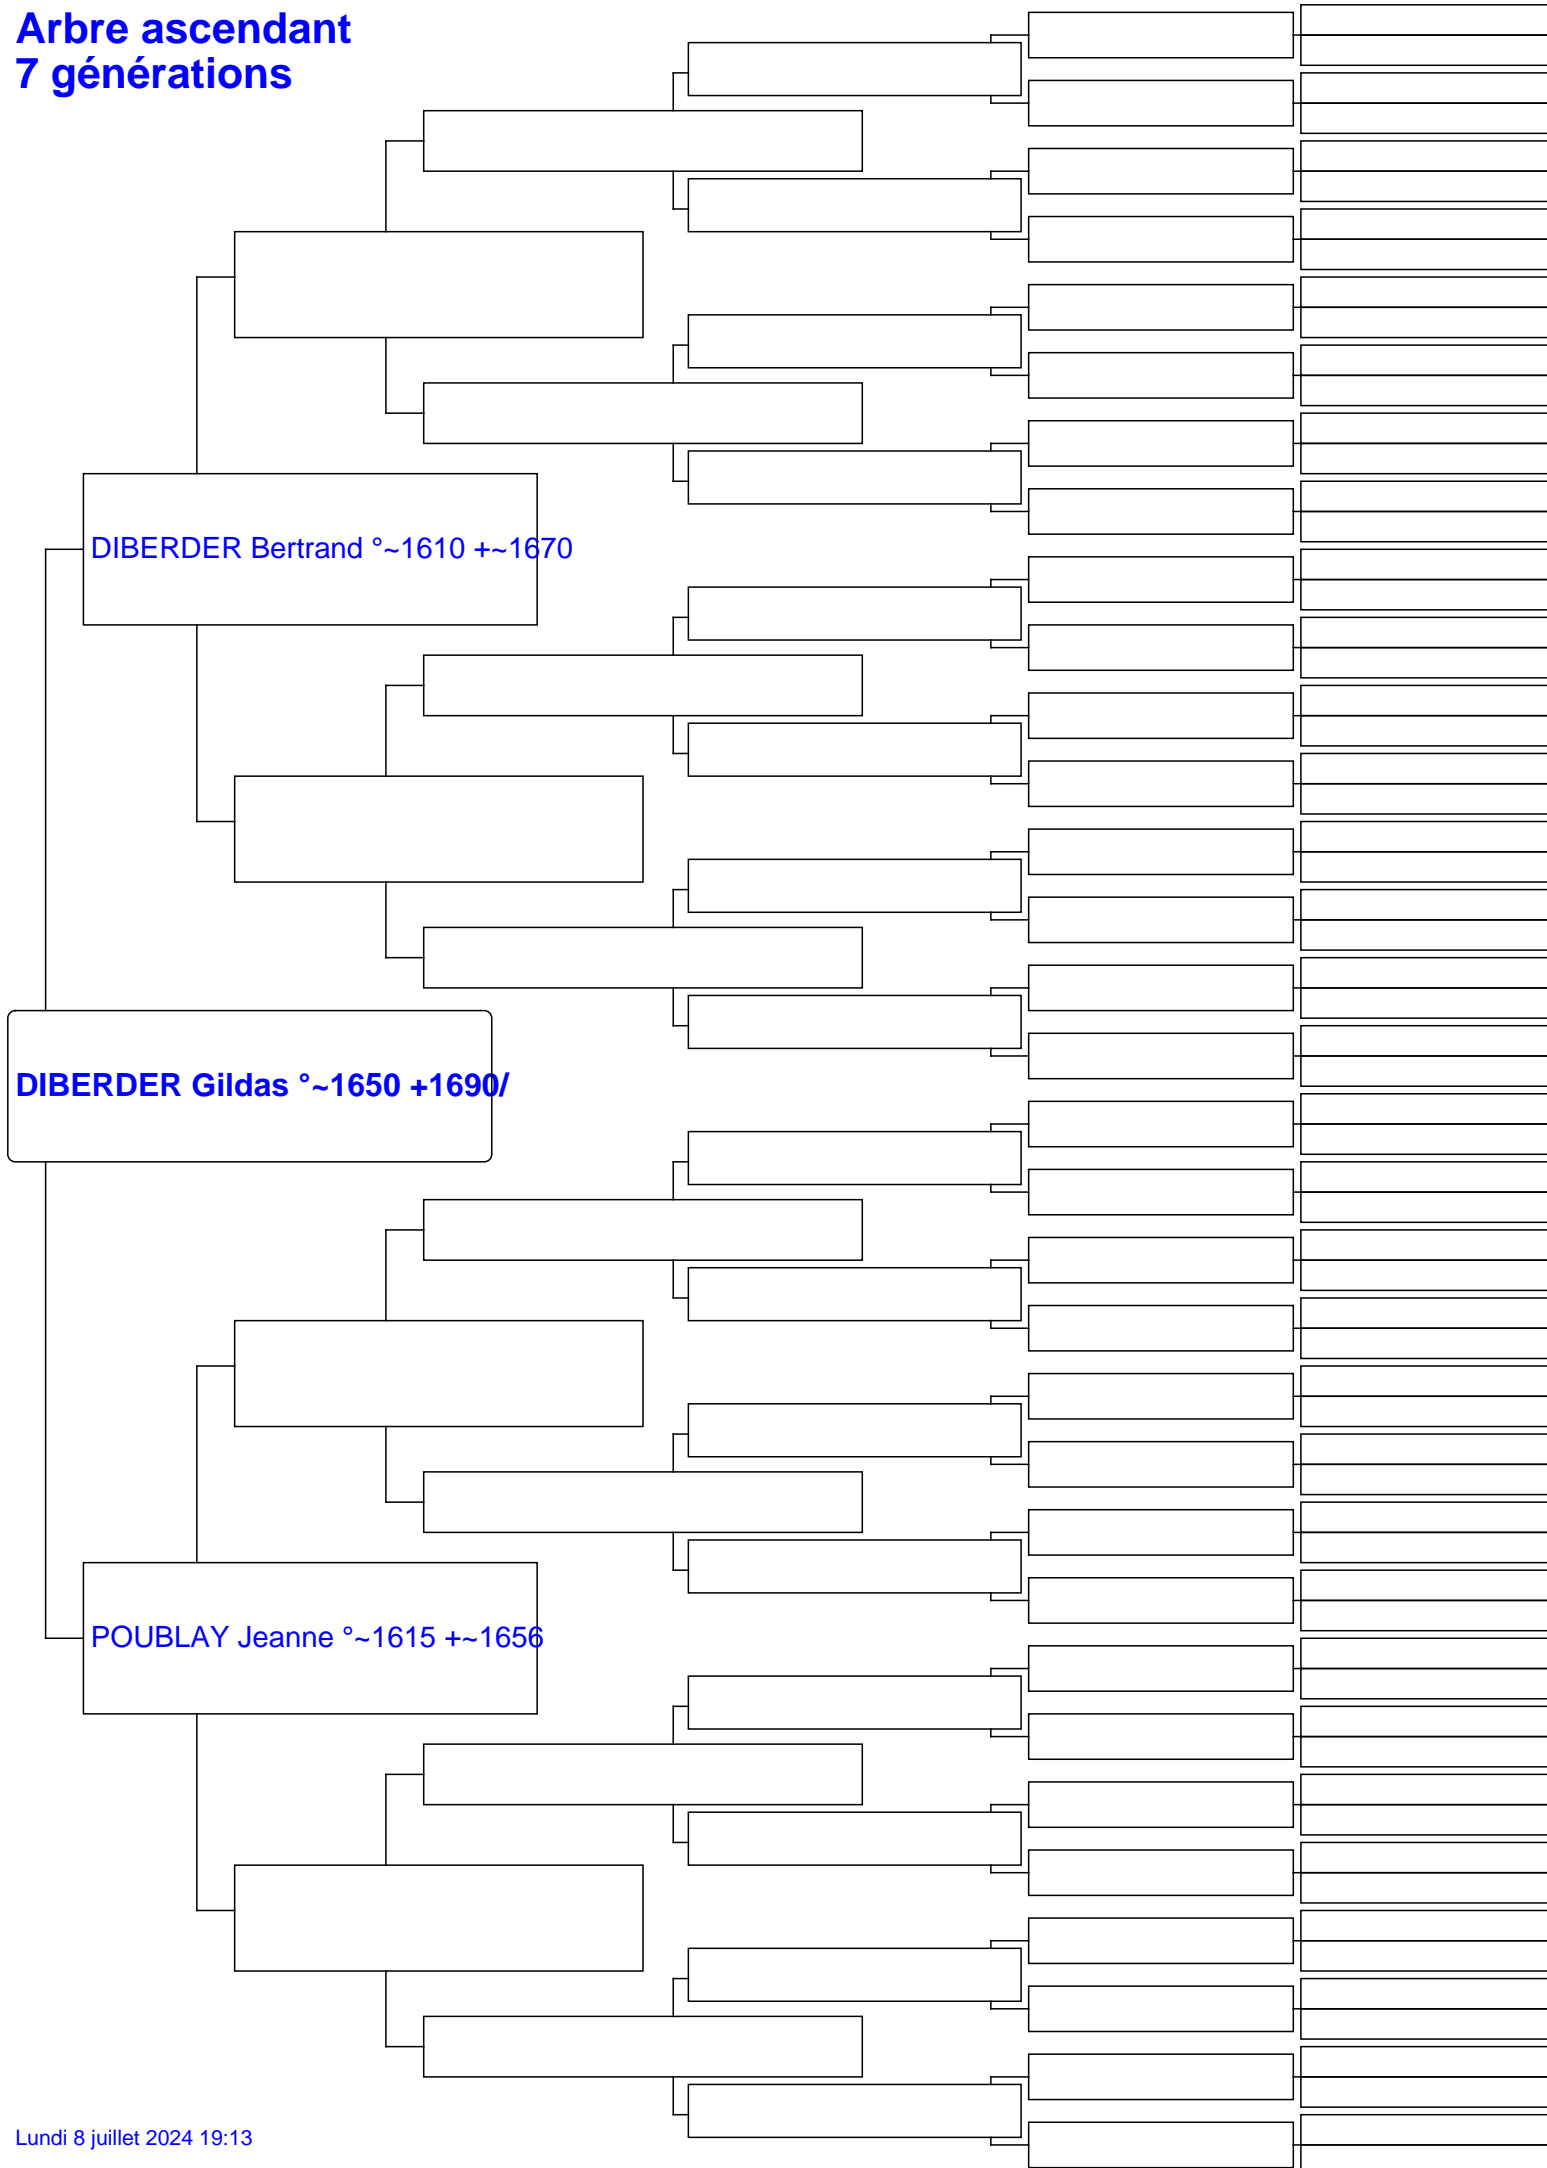 Arbre ascendant
7 générations
DIBERDER Bertrand °~1610 +~1670
DIBERDER Gildas °~1650 +1690/
POUBLAY Jeanne °~1615 +~1656
Lundi 8 juillet 2024 19:13